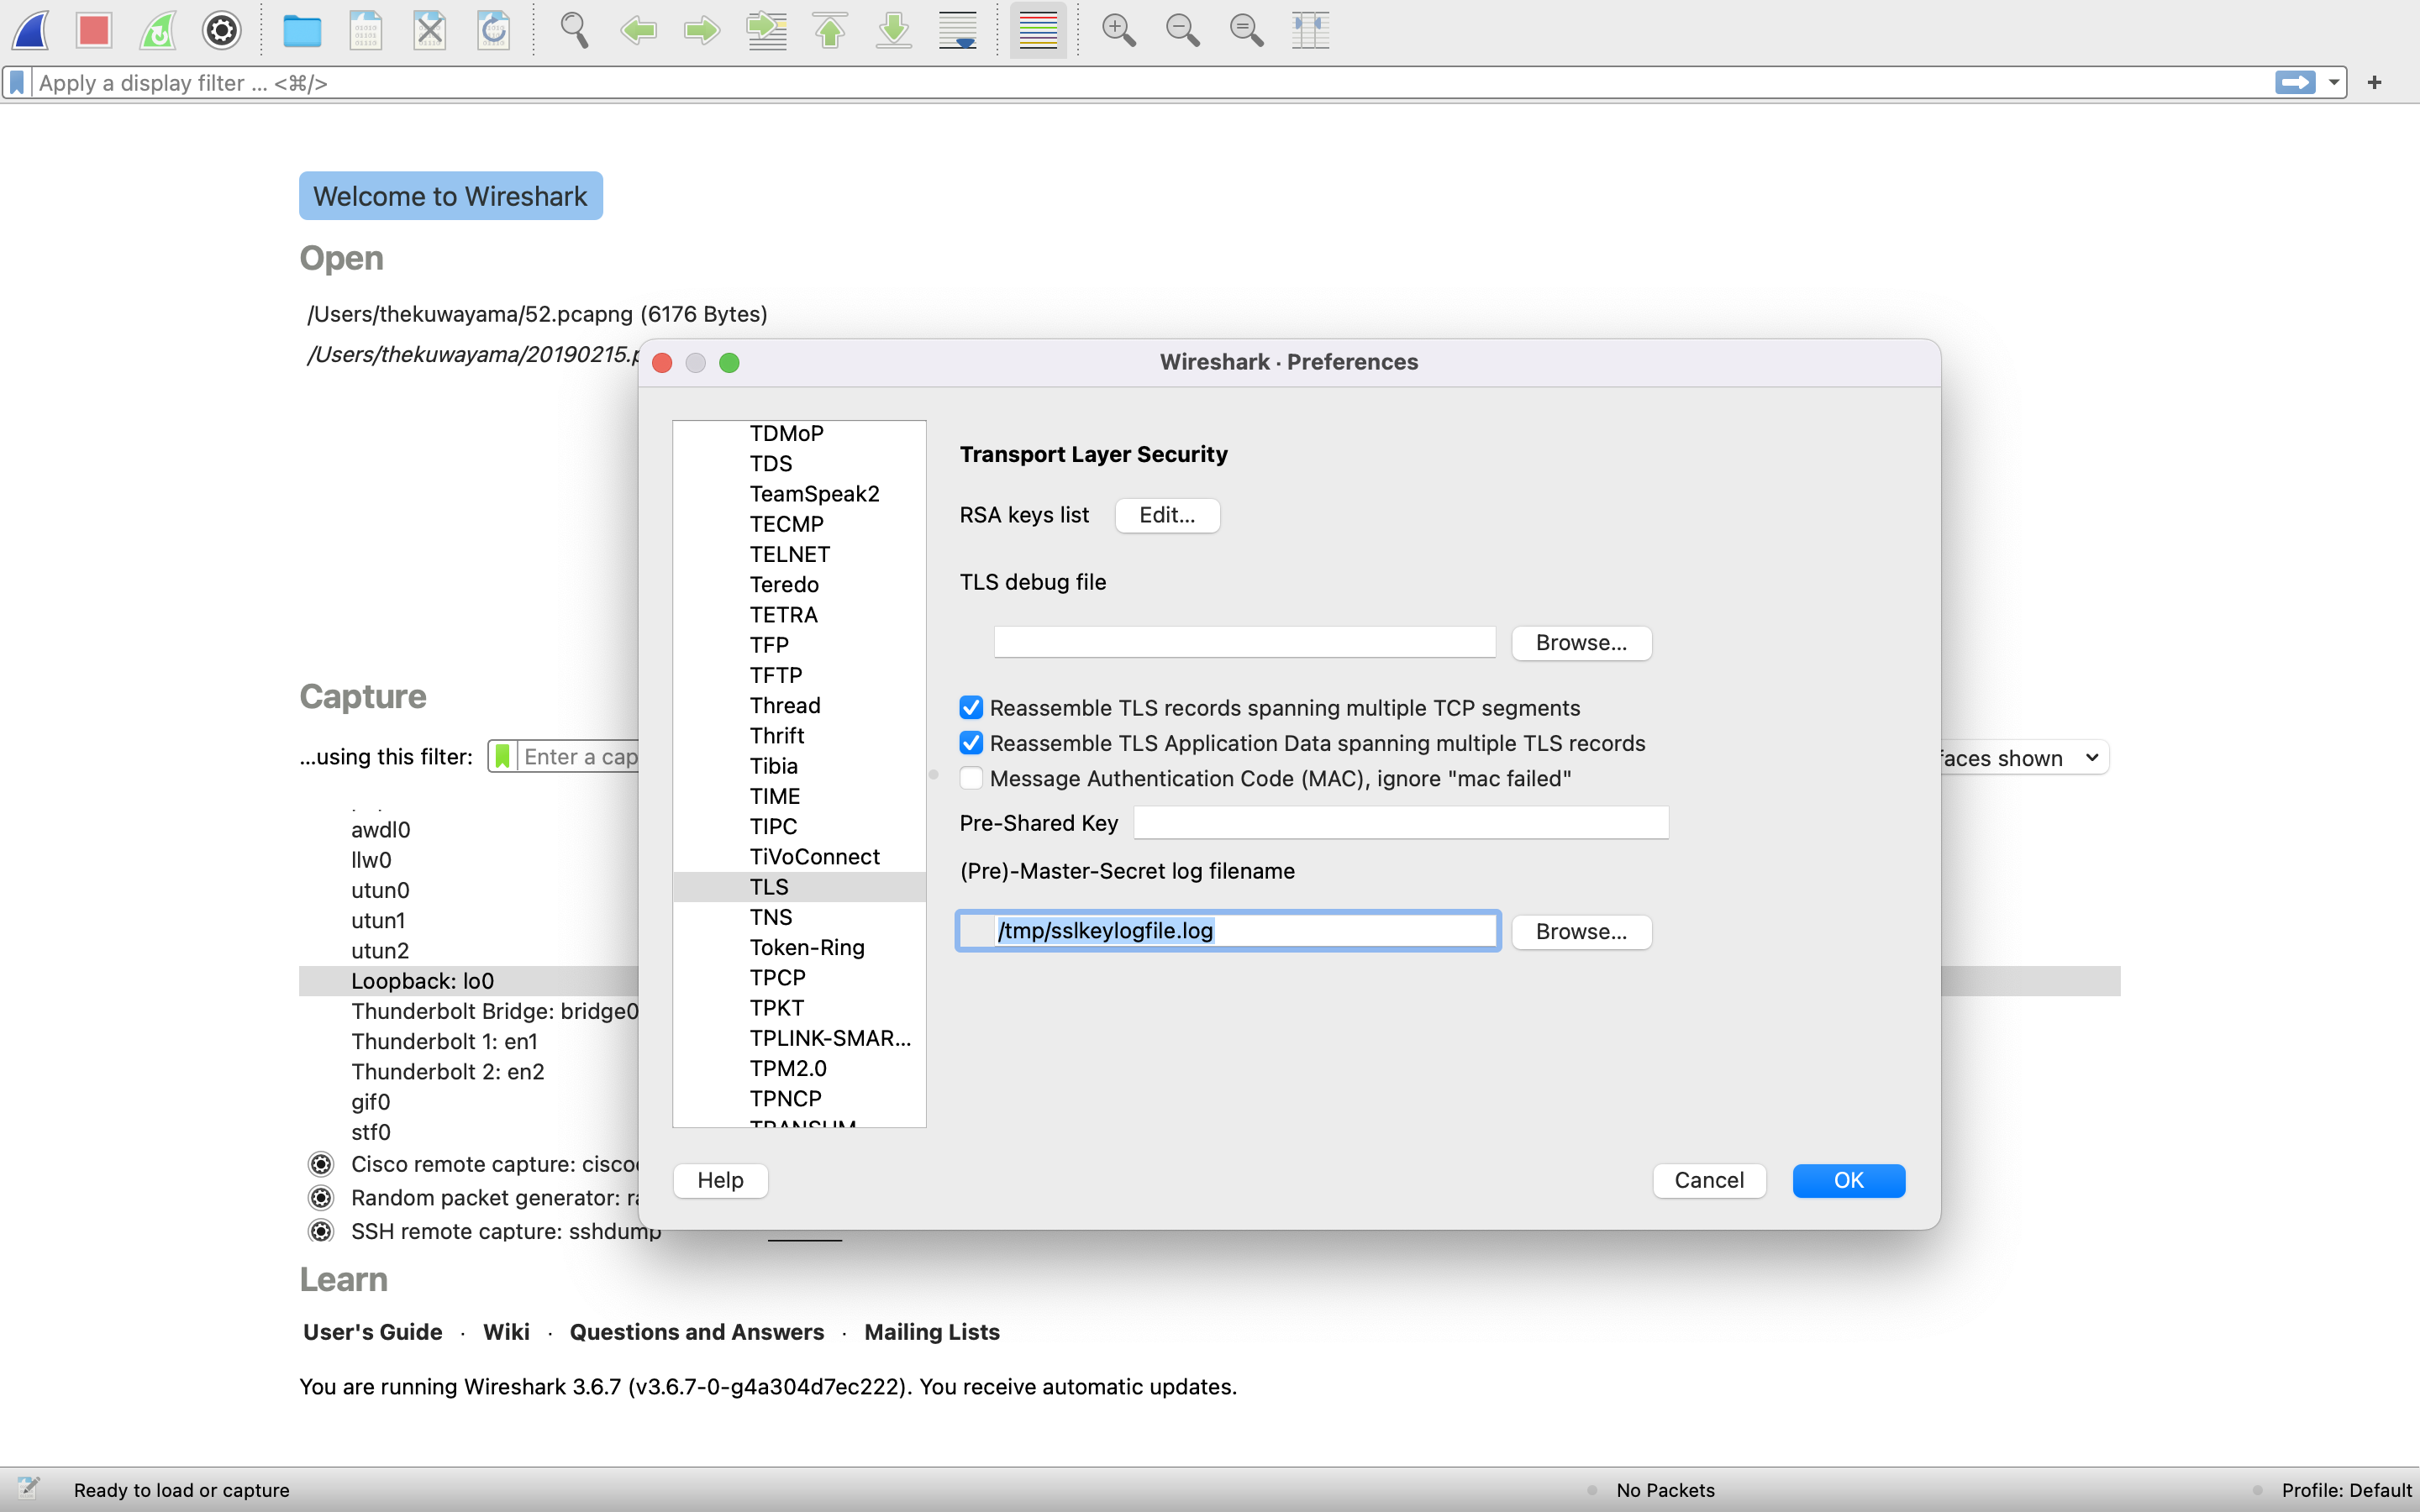 Apply a display filter ... <⌘/>
Welcome to Wireshark
Open
/Users/thekuwayama/52.pcapng (6176 Bytes)
/Users/thekuwayama/20190215.p
Capture
...using this filter:
Enter a cap
faces shown
awdl0
llw0
utun0
utun1
utun2
Loopback: lo0
Thunderbolt Bridge: bridge0
Thunderbolt 1: en1
Thunderbolt 2: en2
gif0
stf0
Cisco remote capture: cisco
Random packet generator: ra
SSH remote capture: sshdump
Learn
User's Guide · Wiki · Questions and Answers · Mailing Lists
You are running Wireshark 3.6.7 (v3.6.7-0-g4a304d7ec222). You receive automatic updates.
Wireshark · Preferences
TDMoP
TDS
TeamSpeak2
TECMP
TELNET
Teredo
TETRA
TFP
TFTP
Thread
Thrift
Tibia
TIME
TIPC
TiVoConnect
TLS
TNS
Token-Ring
TPCP
TPKT
TPLINK-SMAR...
TPM2.0
TPNCP
TRANSUM
Transport Layer Security
RSA keys list
Edit...
TLS debug file
Browse...
Reassemble TLS records spanning multiple TCP segments
Reassemble TLS Application Data spanning multiple TLS records
Message Authentication Code (MAC), ignore "mac failed"
Pre-Shared Key
(Pre)-Master-Secret log filename
/tmp/sslkeylogfile.log
Browse...
Help
Cancel
OK
Ready to load or capture
No Packets
Profile: Default